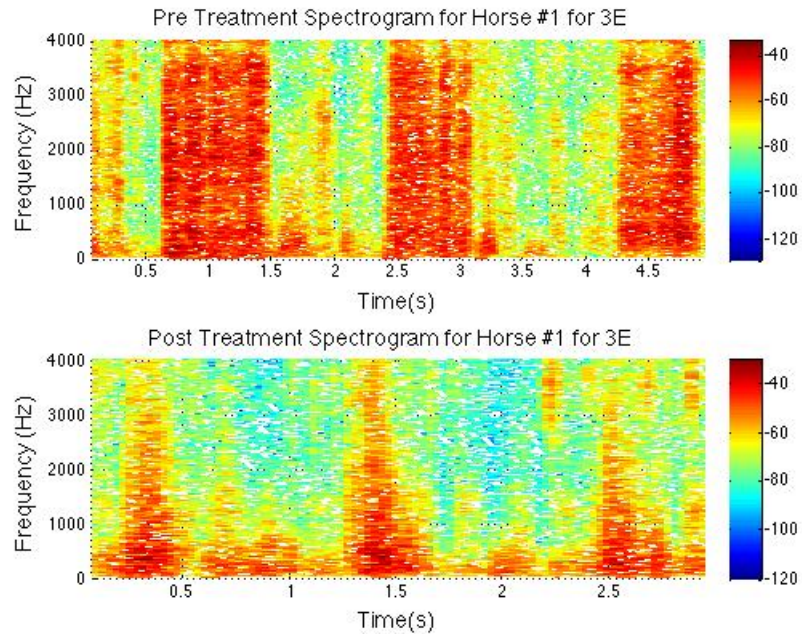 Pre Treatment Spectrogram for Horse #1 for 3E
4000
3000
2000
1000
0
Frequency (Hz)
0.5 1 1.5 2 2.5 3 3.5 4 4.5
Time(s)
-40
-60
-80
-100
-120
Post Treatment Spectrogram for Horse #1 for 3E
4000
3000
2000
1000
0
Frequency (Hz)
0.5 1 1.5 2 2.5
Time(s)
-40
-60
-80
-100
-120